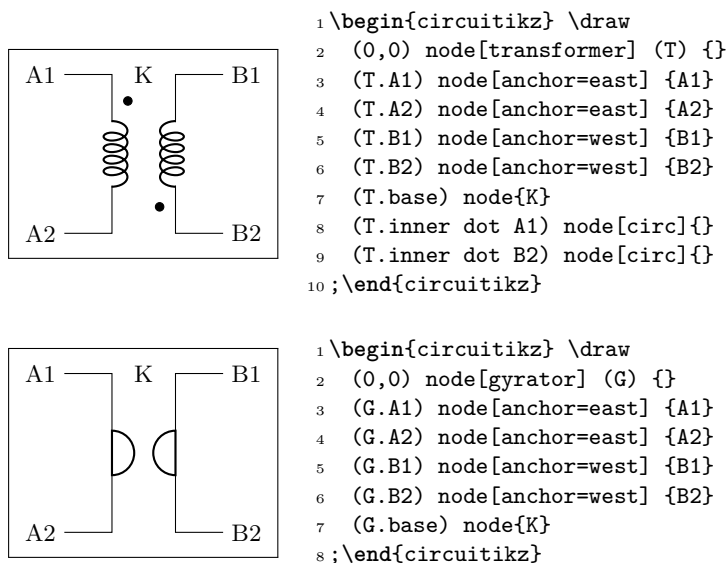 A1 K B1
A2 B2
1 \begin{circuitikz} \draw
2 (0,0) node[transformer] (T) {}
3 (T.A1) node[anchor=east] {A1}
4 (T.A2) node[anchor=east] {A2}
5 (T.B1) node[anchor=west] {B1}
6 (T.B2) node[anchor=west] {B2}
7 (T.base) node{K}
8 (T.inner dot A1) node[circ]{}
9 (T.inner dot B2) node[circ]{}
10 ;\end{circuitikz}
A1 K B1
A2 B2
1 \begin{circuitikz} \draw
2 (0,0) node[gyrator] (G) {}
3 (G.A1) node[anchor=east] {A1}
4 (G.A2) node[anchor=east] {A2}
5 (G.B1) node[anchor=west] {B1}
6 (G.B2) node[anchor=west] {B2}
7 (G.base) node{K}
8 ;\end{circuitikz}